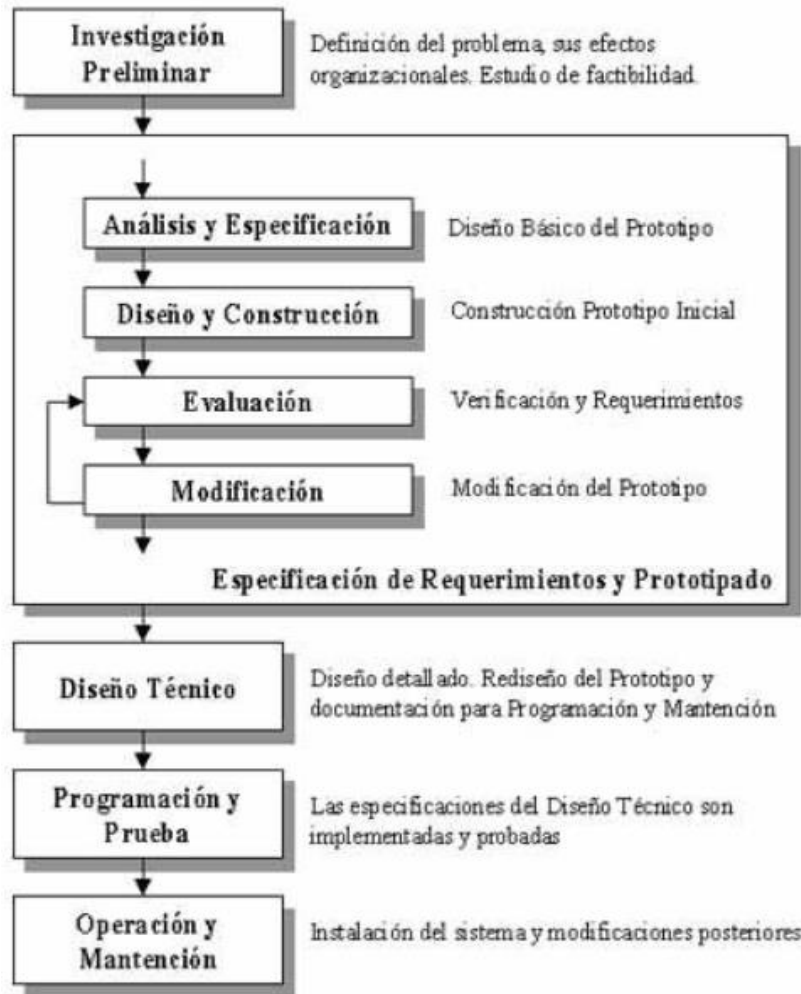 Investigación
Preliminar
Definición del problema, sus efectos
organizacionales. Estudio de factibilidad.
Análisis y Especificación
Diseño Básico del Prototipo
Diseño y Construcción
Construcción Prototipo Inicial
Evaluación
Verificación y Requerimientos
Modificación
Modificación del Prototipo
Especificación de Requerimientos y Prototipado
Diseño Técnico
Diseño detallado. Rediseño del Prototipo y
documentación para Programación y Mantención
Programación y
Prueba
Las especificaciones del Diseño Técnico son
implementadas y probadas
Operación y
Mantención
Instalación del sistema y modificaciones posteriores